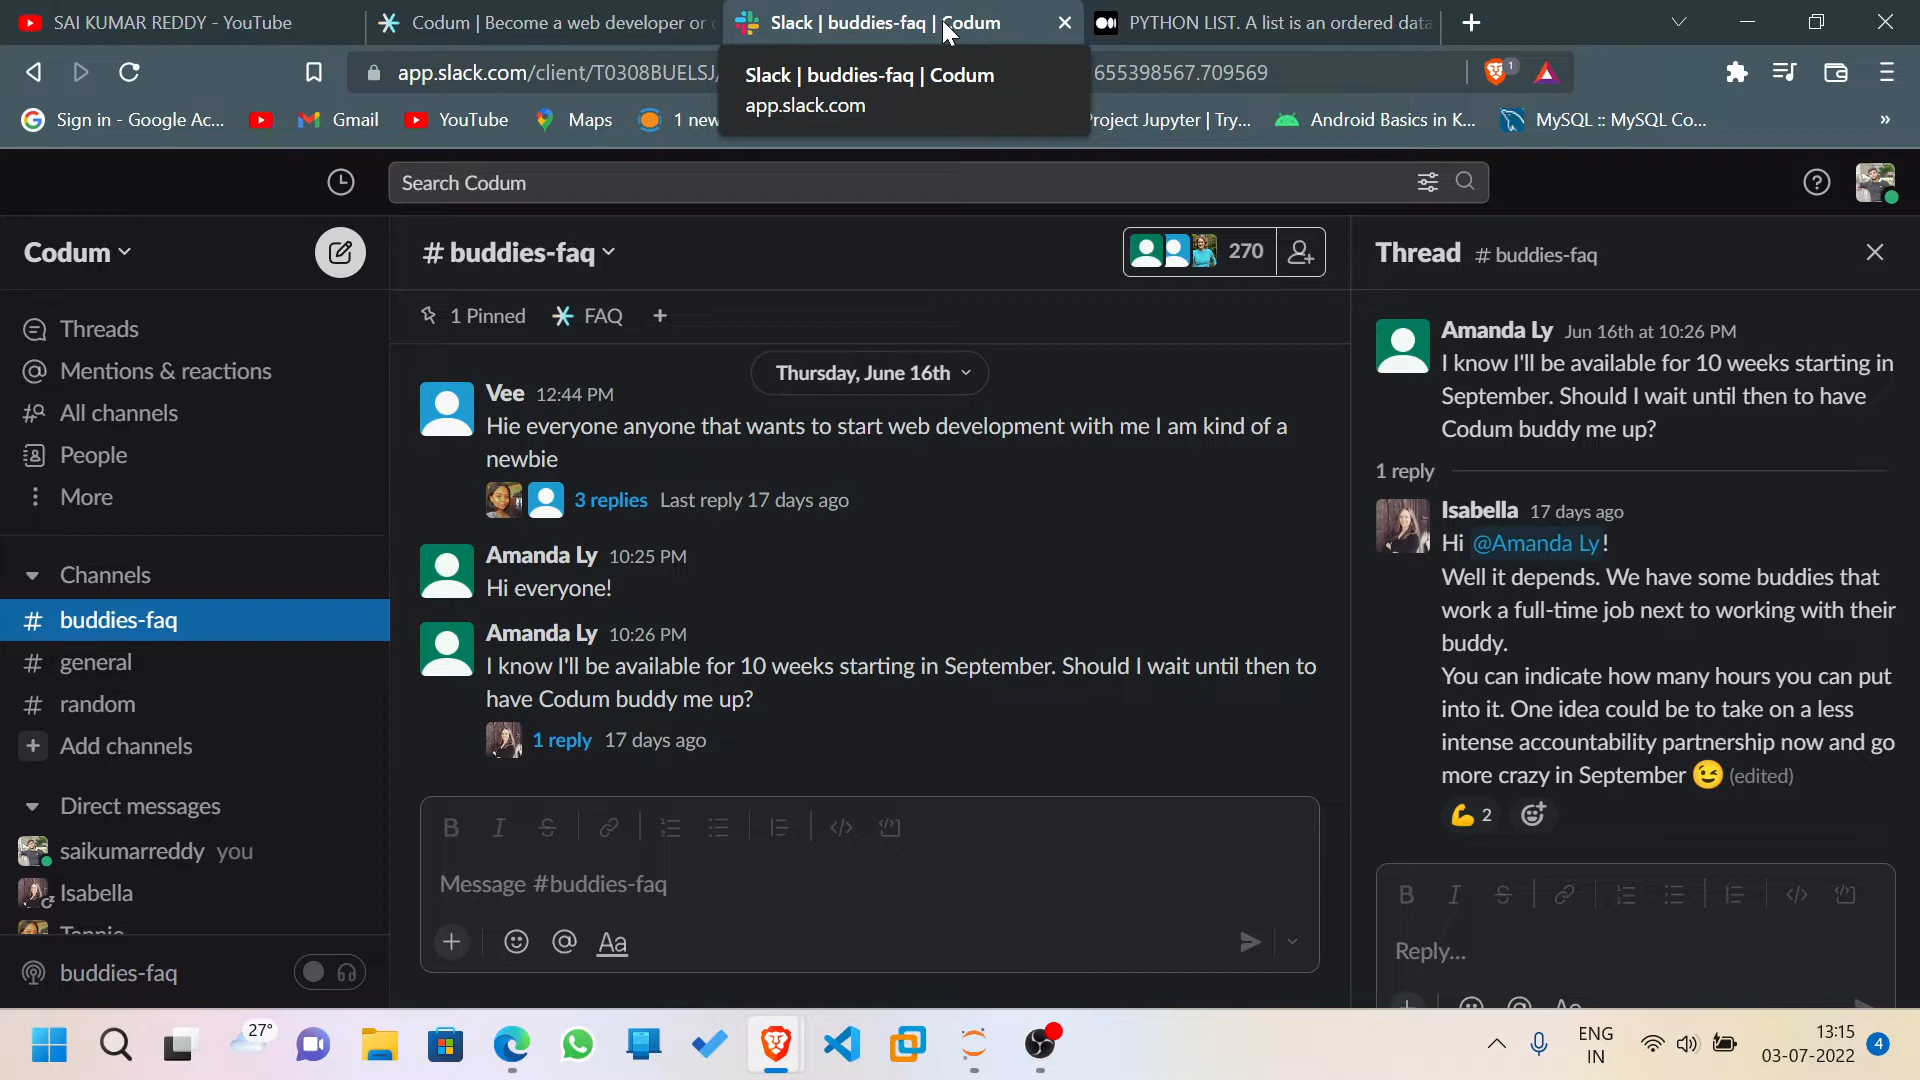 SAI KUMAR REDDY - YouTube
Codum | Become a web developer or
Slack | buddies-faq | Codum
PYTHON LIST. A list is an ordered data
app.slack.com/client/T0308BUELSJ/
655398567.709569
1
Slack | buddies-faq | Codum
app.slack.com
Sign in - Google Ac...
Gmail
YouTube
Maps
1 new
roject Jupyter | Try...
Android Basics in K...
MySQL :: MySQL Co...
»
Search Codum
Codum
# buddies-faq
270
Thread # buddies-faq
1 Pinned
FAQ
+
Threads
Mentions & reactions
All channels
People
More
Channels
# buddies-faq
# general
# random
+ Add channels
Direct messages
saikumarreddy you
Isabella
Tannie
buddies-faq
Thursday, June 16th
Vee 12:44 PM
Hie everyone anyone that wants to start web development with me I am kind of a
newbie
3 replies Last reply 17 days ago
Amanda Ly 10:25 PM
Hi everyone!
Amanda Ly 10:26 PM
I know I'll be available for 10 weeks starting in September. Should I wait until then to
have Codum buddy me up?
1 reply 17 days ago
B I S
Message #buddies-faq
+ @ Aa
Amanda Ly Jun 16th at 10:26 PM
I know I'll be available for 10 weeks starting in
September. Should I wait until then to have
Codum buddy me up?
1 reply
Isabella 17 days ago
Hi @Amanda Ly!
Well it depends. We have some buddies that
work a full-time job next to working with their
buddy.
You can indicate how many hours you can put
into it. One idea could be to take on a less
intense accountability partnership now and go
more crazy in September 😉 (edited)
💪 2
B I S
Reply...
27°
ENG
IN
13:15
03-07-2022
4